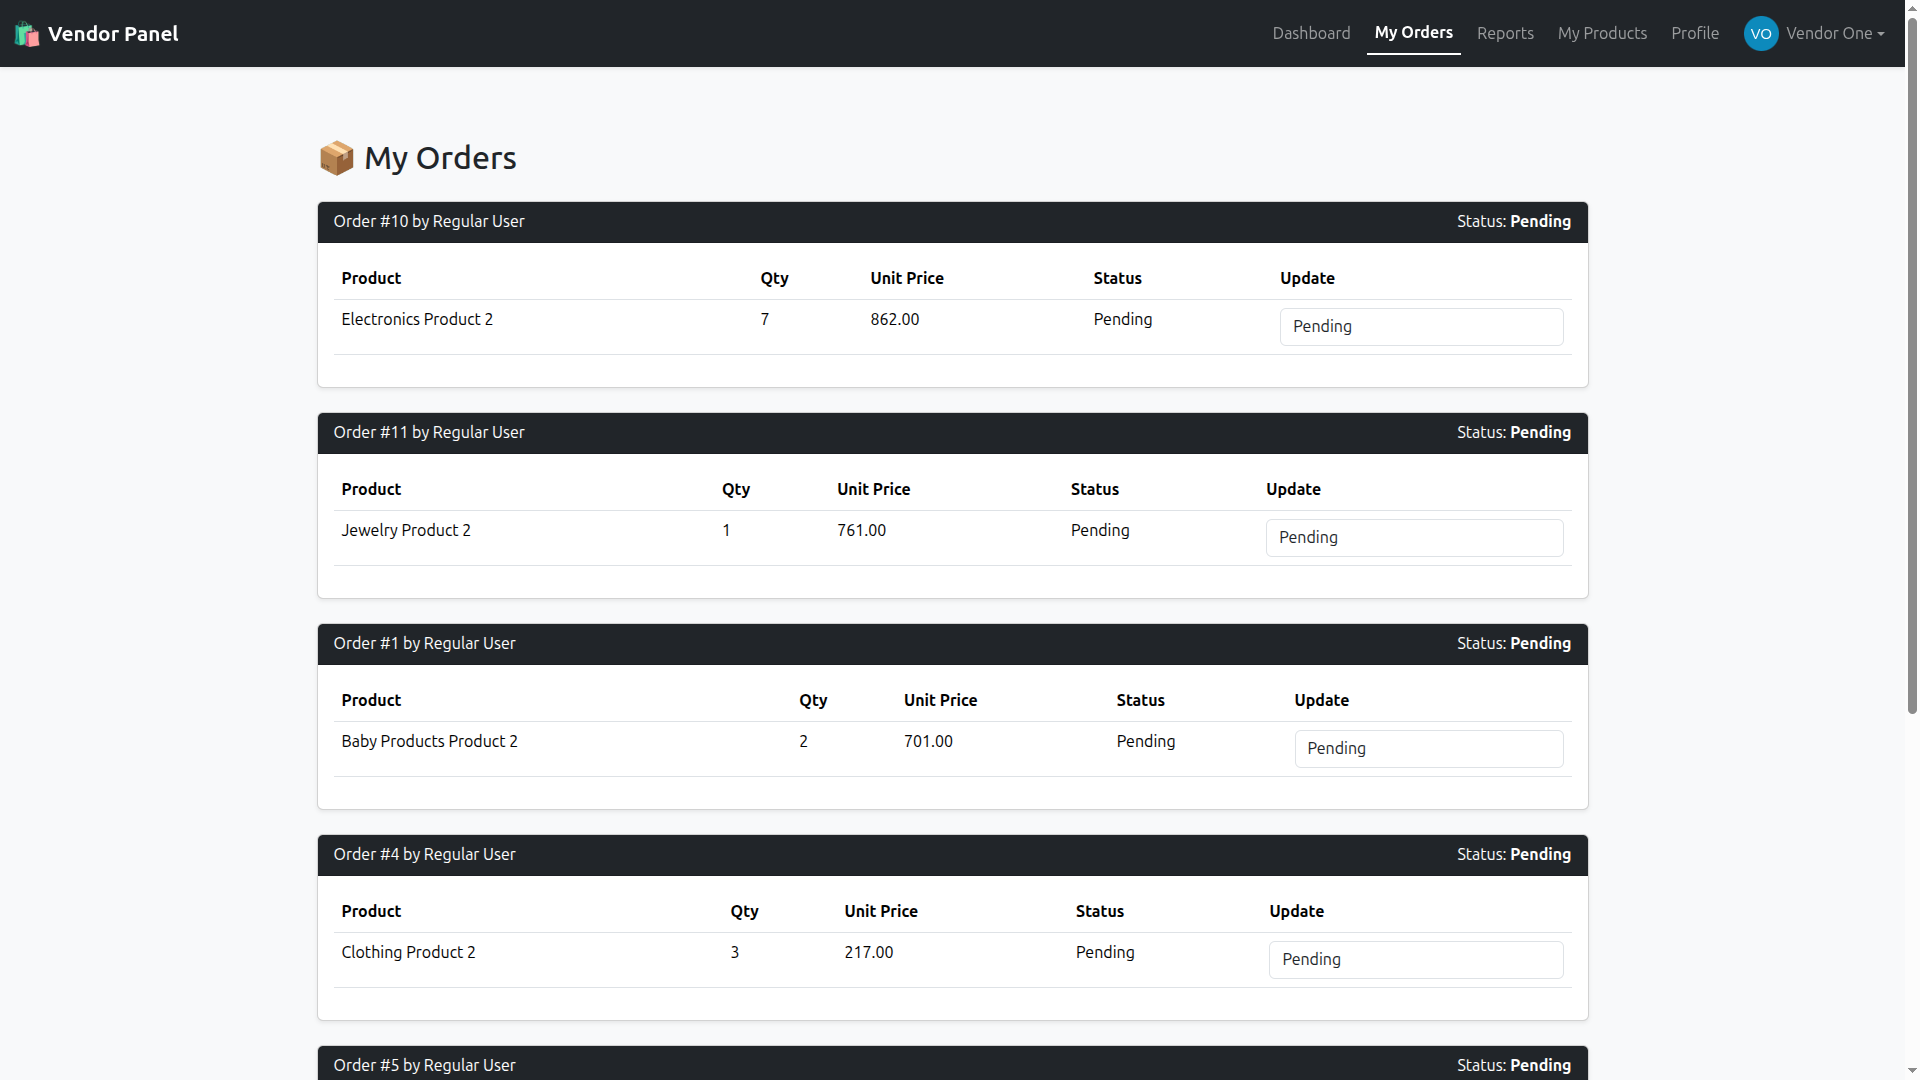 Vendor Panel
Dashboard My Orders Reports My Products Profile VO Vendor One
My Orders
Order #10 by Regular User Status: Pending
Product Qty Unit Price Status Update
Electronics Product 2 7 862.00 Pending Pending
Order #11 by Regular User Status: Pending
Product Qty Unit Price Status Update
Jewelry Product 2 1 761.00 Pending Pending
Order #1 by Regular User Status: Pending
Product Qty Unit Price Status Update
Baby Products Product 2 2 701.00 Pending Pending
Order #4 by Regular User Status: Pending
Product Qty Unit Price Status Update
Clothing Product 2 3 217.00 Pending Pending
Order #5 by Regular User Status: Pending